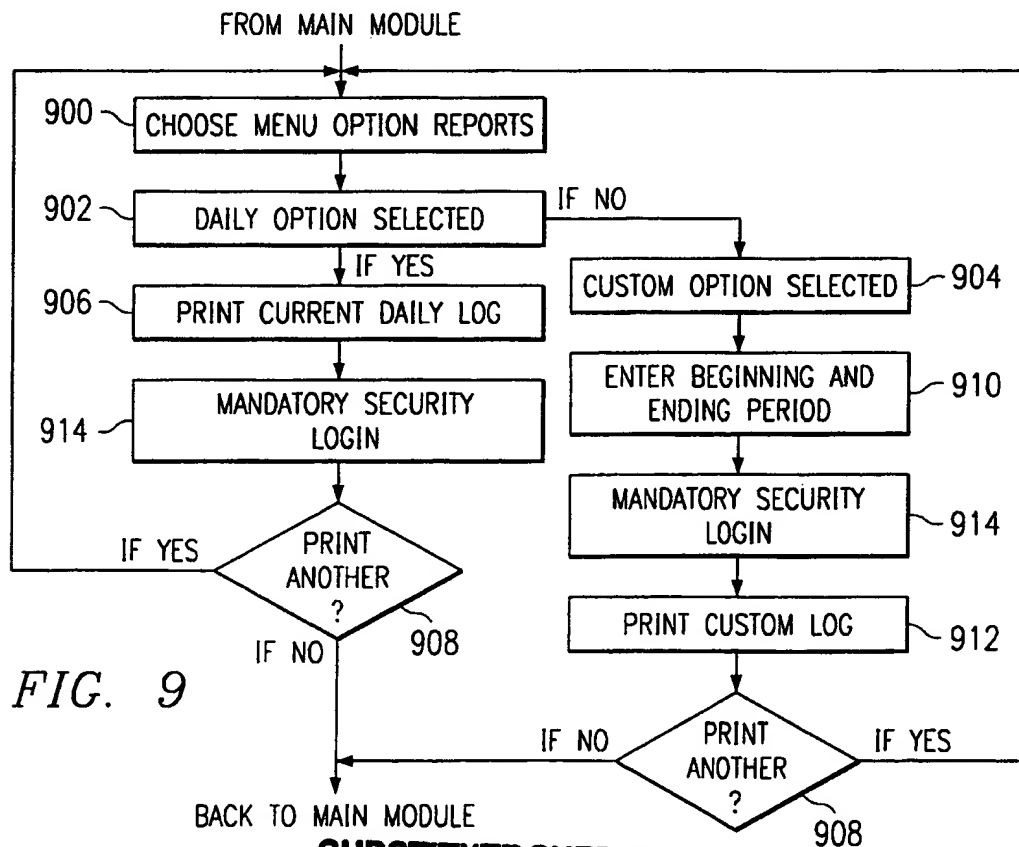 FROM MAIN MODULE
900
CHOOSE MENU OPTION REPORTS
902
DAILY OPTION SELECTED
IF NO
IF YES
906
PRINT CURRENT DAILY LOG
CUSTOM OPTION SELECTED
904
914
MANDATORY SECURITY
LOGIN
ENTER BEGINNING AND
ENDING PERIOD
910
MANDATORY SECURITY
LOGIN
914
IF YES
PRINT
ANOTHER
?
908
IF NO
PRINT CUSTOM LOG
912
FIG. 9
IF NO
PRINT
ANOTHER
?
IF YES
908
BACK TO MAIN MODULE